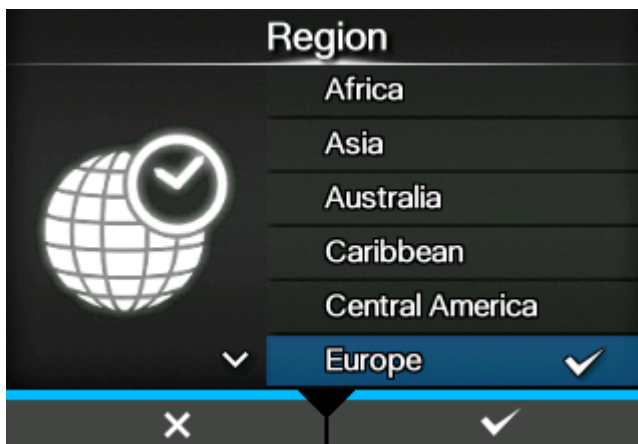 Region
Africa
Asia
Australia
Caribbean
Central America
Europe